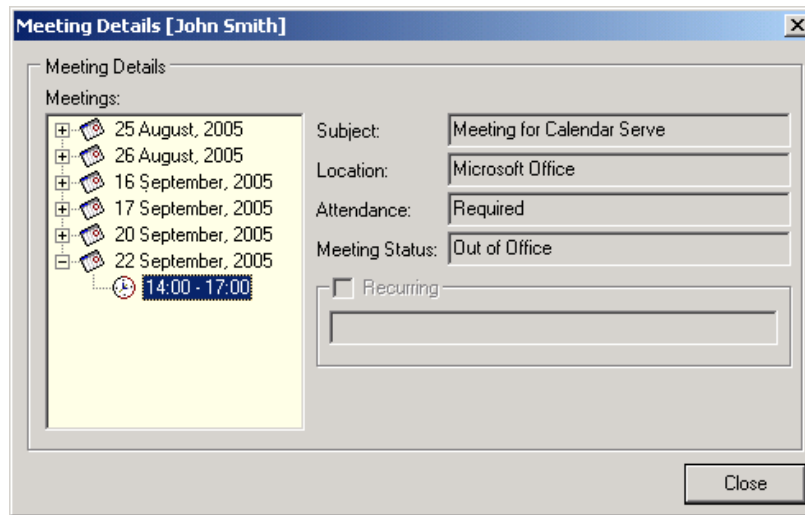 Meeting Details [John Smith]
Meeting Details
Meetings:
25 August, 2005
26 August, 2005
16 September, 2005
17 September, 2005
20 September, 2005
22 September, 2005
14:00 - 17:00
Subject: Meeting for Calendar Serve
Location: Microsoft Office
Attendance: Required
Meeting Status: Out of Office
Recurring
Close